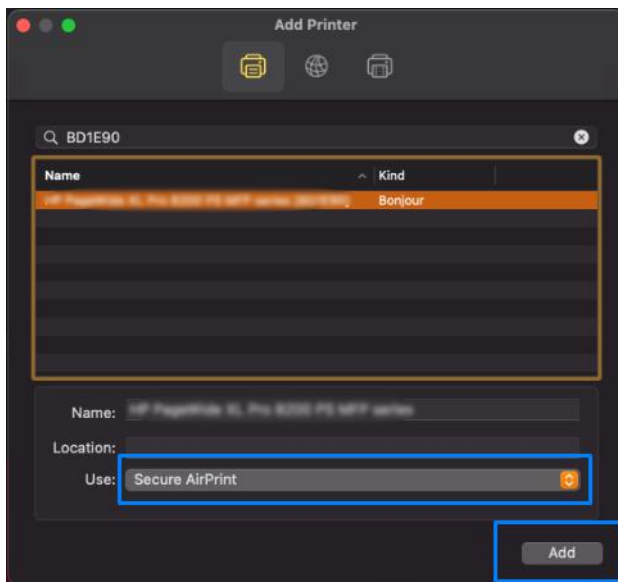 Add Printer
BD1E90
Name Kind
Bonjour
Name:
Location:
Use: Secure AirPrint
Add